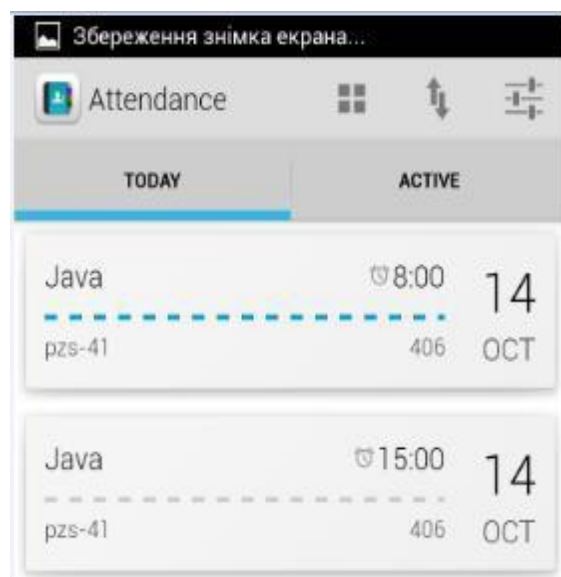 Збереження знімка екрана...
Attendance
TODAY ACTIVE
Java 8:00 14
pzs-41 406 OCT
Java 15:00 14
pzs-41 406 OCT